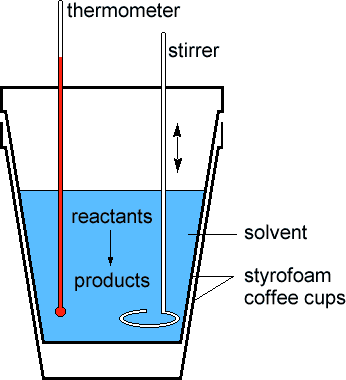 thermometer
stirrer
reactants
products
solvent
styrofoam
coffee cups